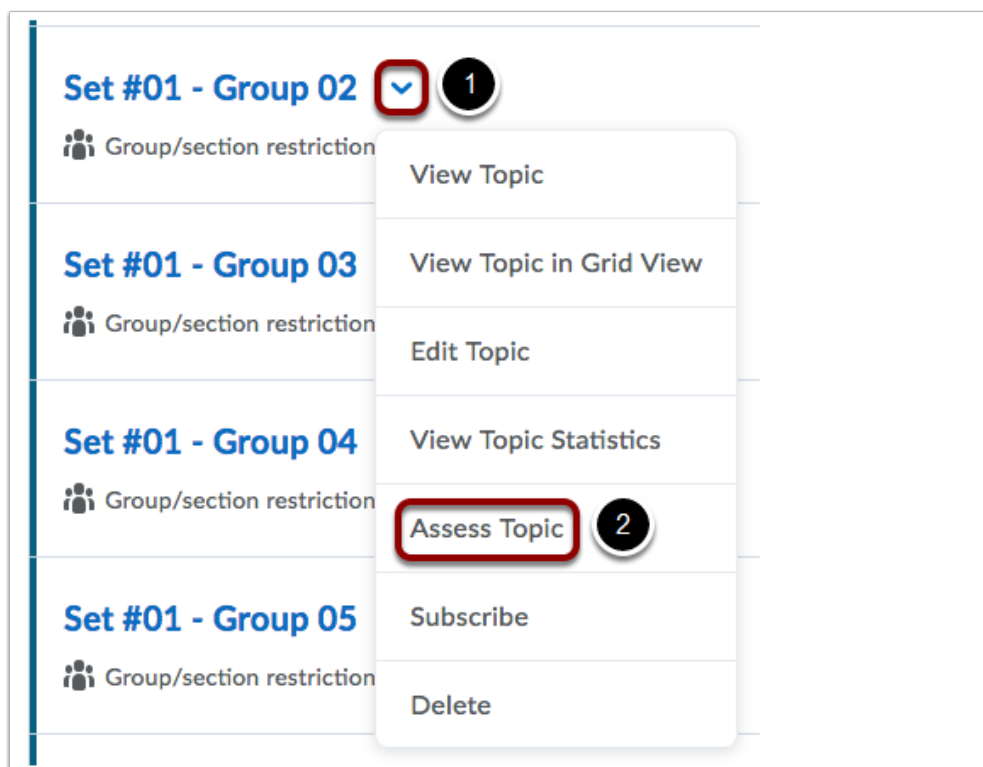 Set #01 - Group 02
1
Group/section restriction
View Topic
Set #01 - Group 03
View Topic in Grid View
Group/section restriction
Edit Topic
Set #01 - Group 04
View Topic Statistics
Group/section restriction
Assess Topic
2
Set #01 - Group 05
Subscribe
Group/section restriction
Delete